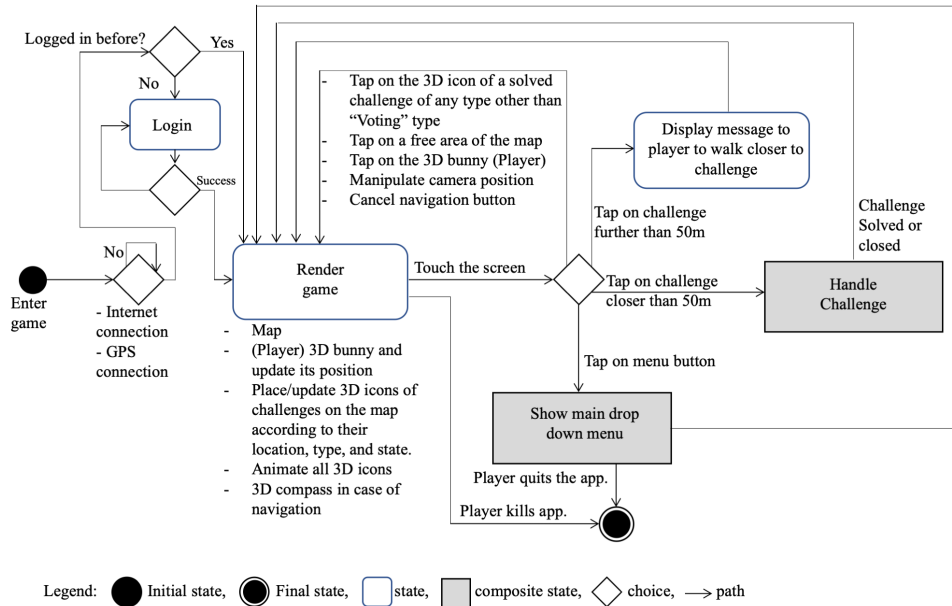 Logged in before?
Yes
No
Login
Success
No
Enter
game
- Internet
connection
- GPS
connection
- Tap on the 3D icon of a solved
challenge of any type other than
“Voting” type
- Tap on a free area of the map
- Tap on the 3D bunny (Player)
- Manipulate camera position
- Cancel navigation button
Render
game
Touch the screen
- Map
- (Player) 3D bunny and
update its position
- Place/update 3D icons of
challenges on the map
according to their
location, type, and state.
- Animate all 3D icons
- 3D compass in case of
navigation
Display message to
player to walk closer to
challenge
Tap on challenge
further than 50m
Challenge
Solved or
closed
Tap on challenge
closer than 50m
Handle
Challenge
Tap on menu button
Show main drop
down menu
Player quits the app.
Player kills app.
Legend: Initial state, Final state, state, composite state, choice, path